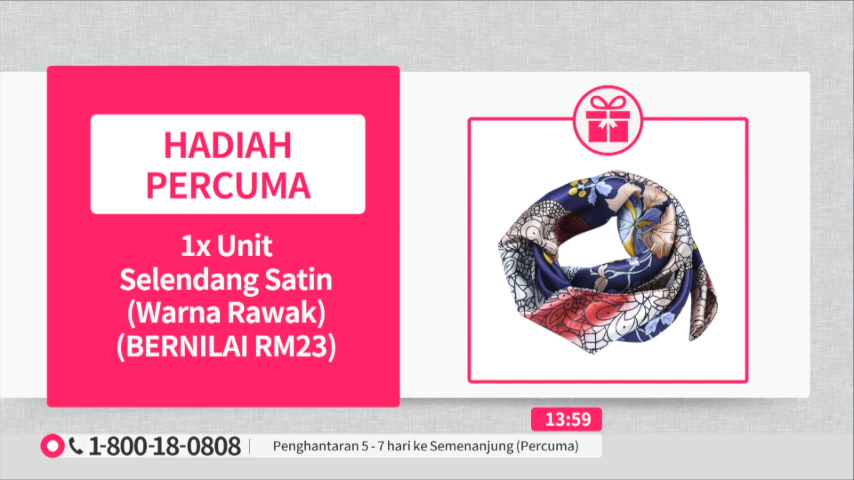 HADIAH
PERCUMA
1x Unit
Selendang Satin
(Warna Rawak)
(BERNILAI RM23)
13:59
1-800-18-0808
Penghantaran 5 - 7 hari ke Semenanjung (Percuma)